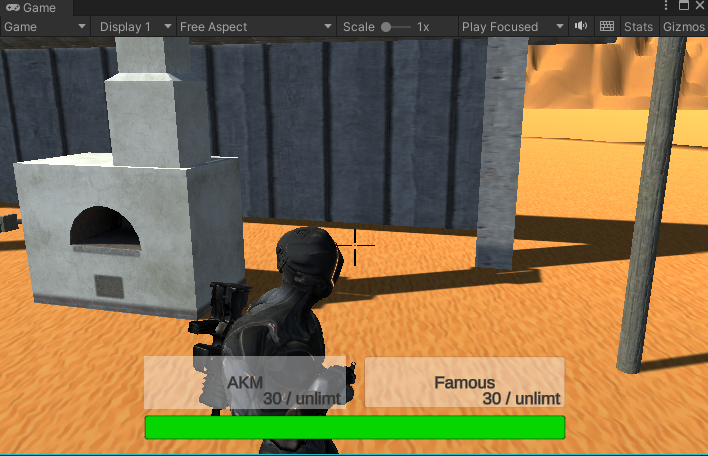 Game
Game Display 1 Free Aspect Scale 1x Play Focused Stats Gizmos
AKM
30 / unlimt
Famous
30 / unlimt